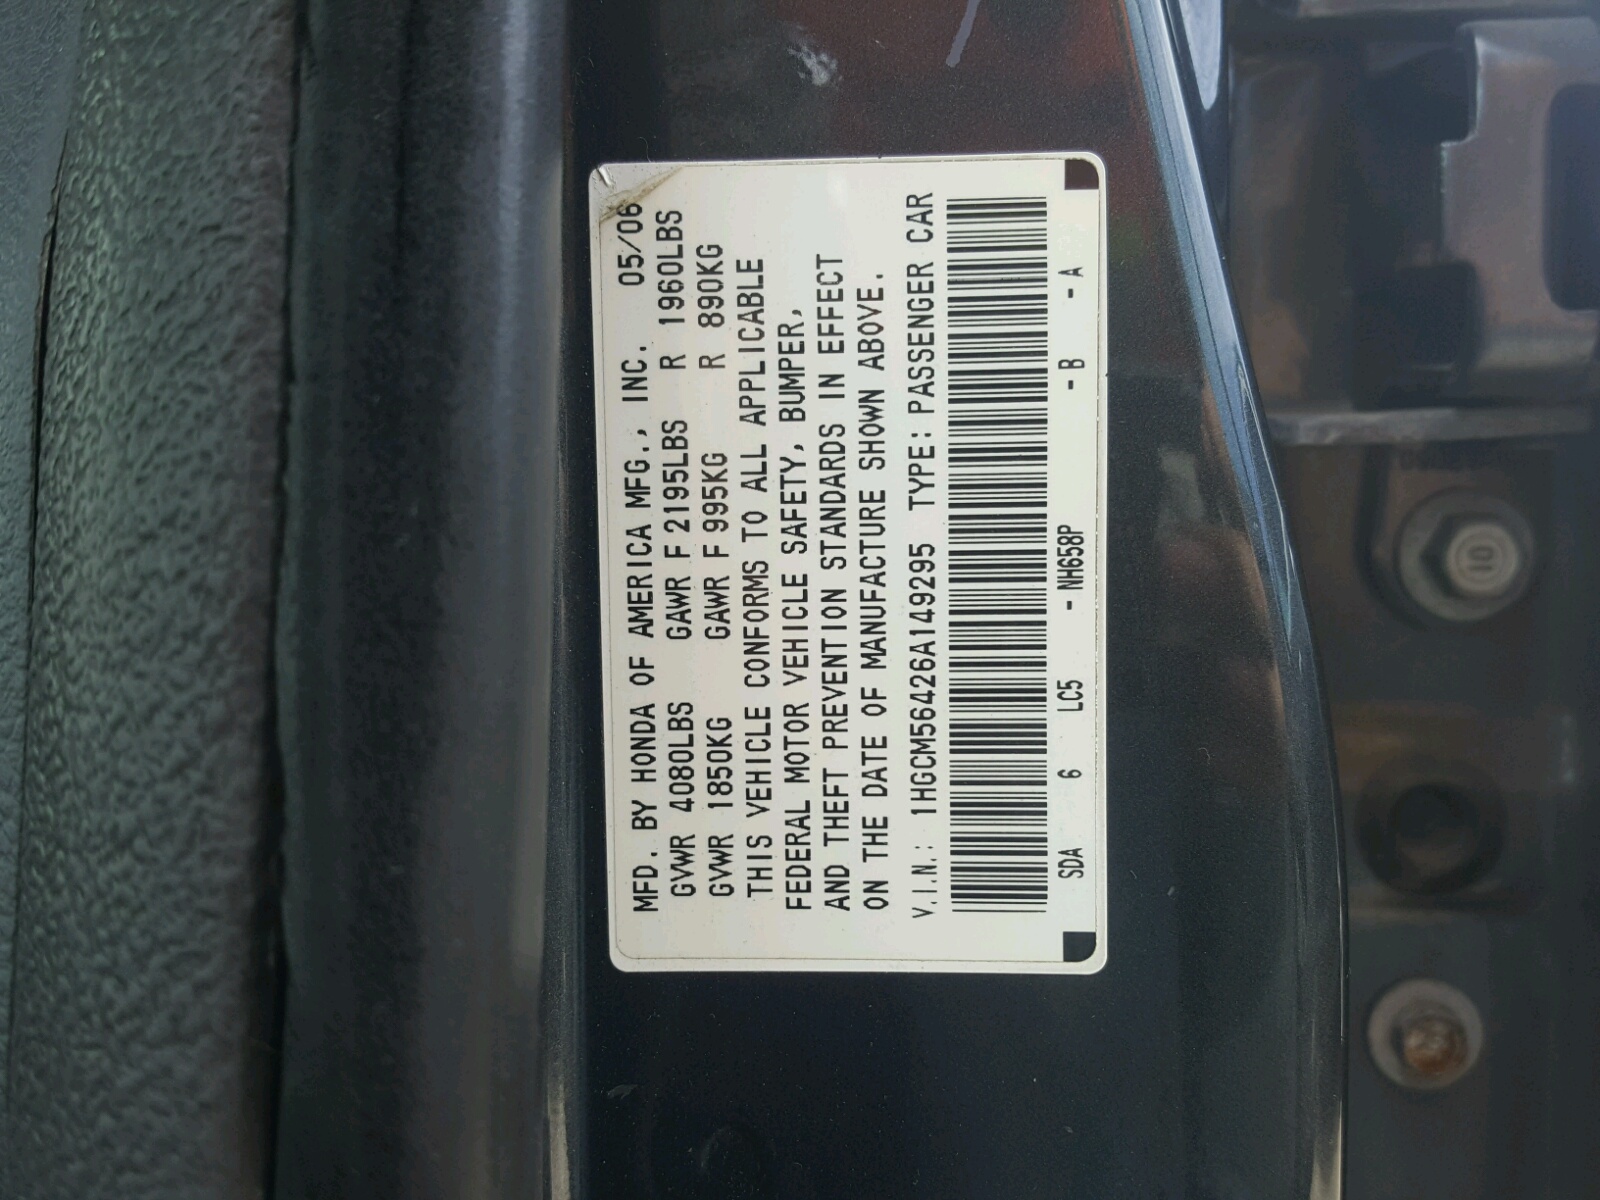 MFD. BY HONDA OF AMERICA MFG., INC. 05/06
GVWR 4080LBS GAWR F 2195LBS R 1960LBS
GVWR 1850KG GAWR F 995KG R 890KG
THIS VEHICLE CONFORMS TO ALL APPLICABLE
FEDERAL MOTOR VEHICLE SAFETY, BUMPER,
AND THEFT PREVENTION STANDARDS IN EFFECT
ON THE DATE OF MANUFACTURE SHOWN ABOVE.
V.I.N.: 1HGCM56426A149295 TYPE: PASSENGER CAR
SDA 6 LC5 - NH658P - B - A
10